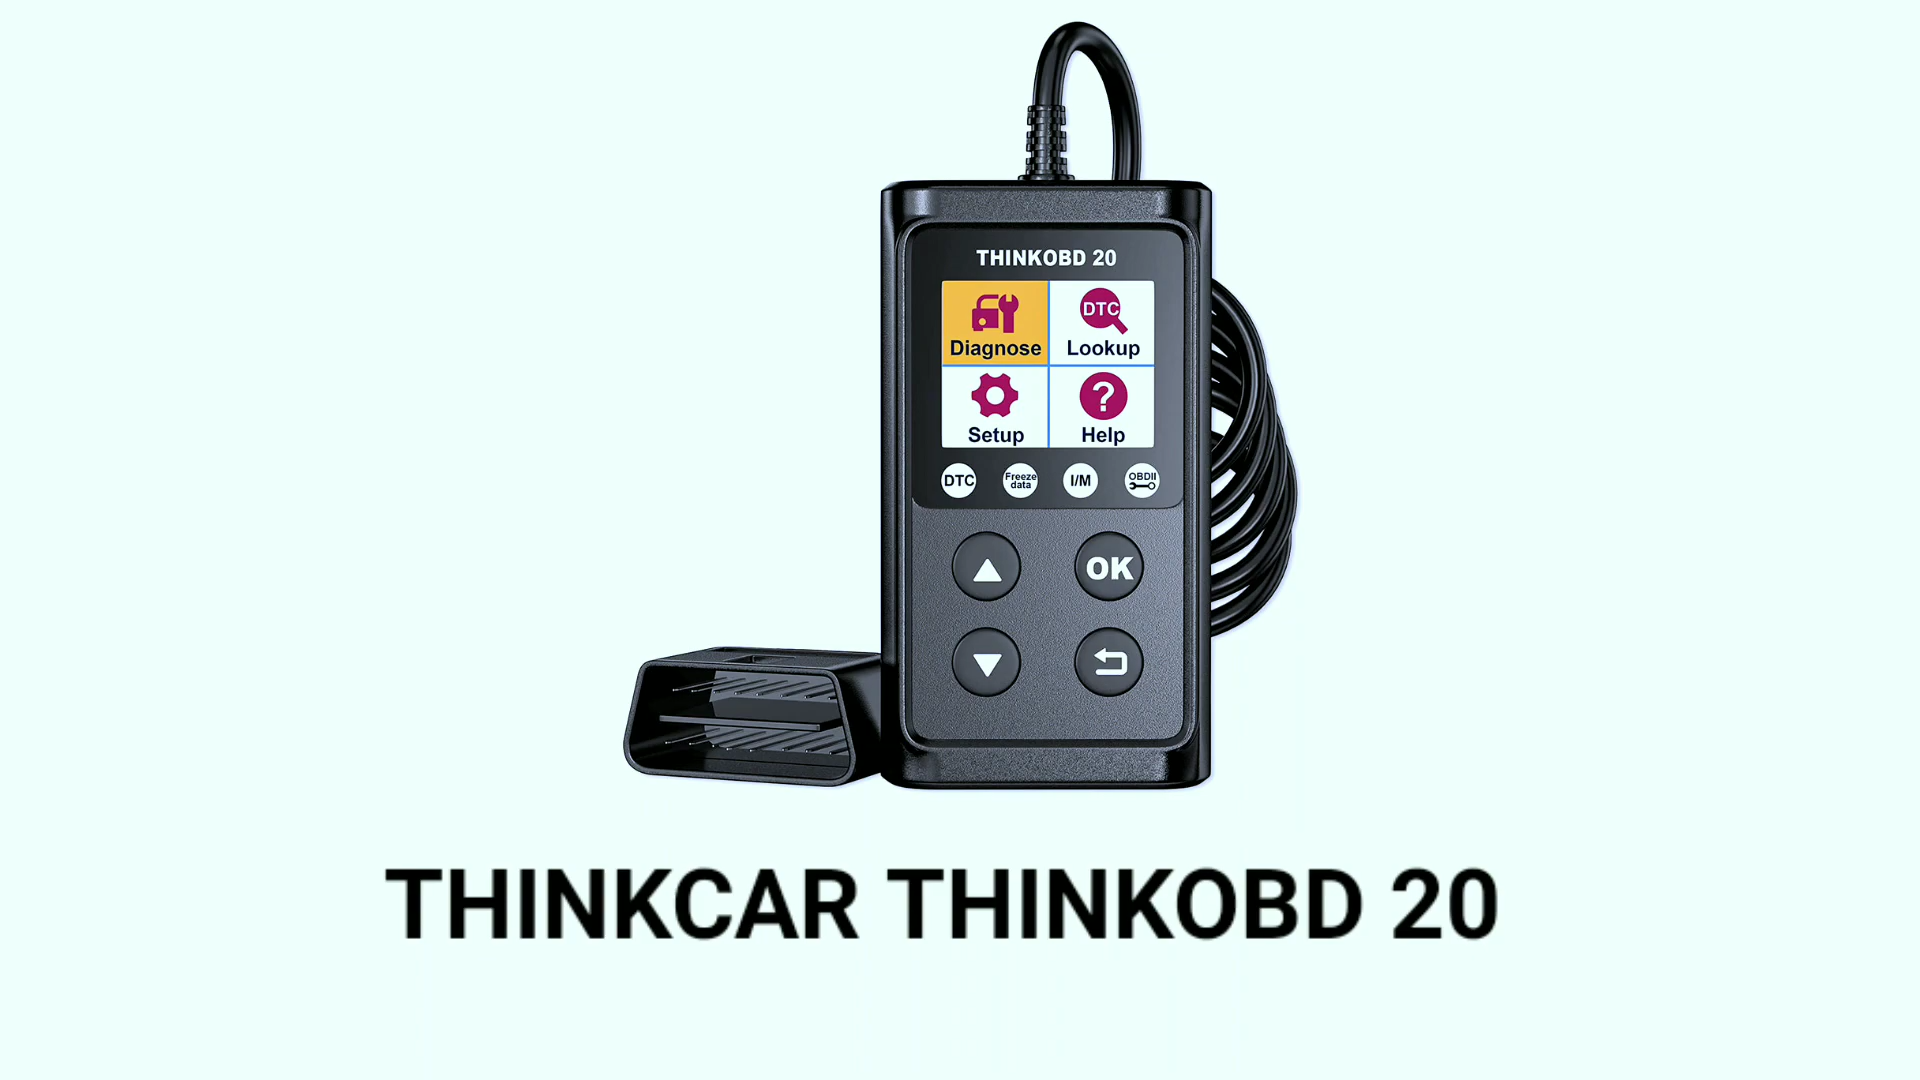 THINKOBD 20
DTC
Diagnose Lookup
?
Setup Help
DTC Freeze data I/M OBDII
OK
THINKCAR THINKOBD 20